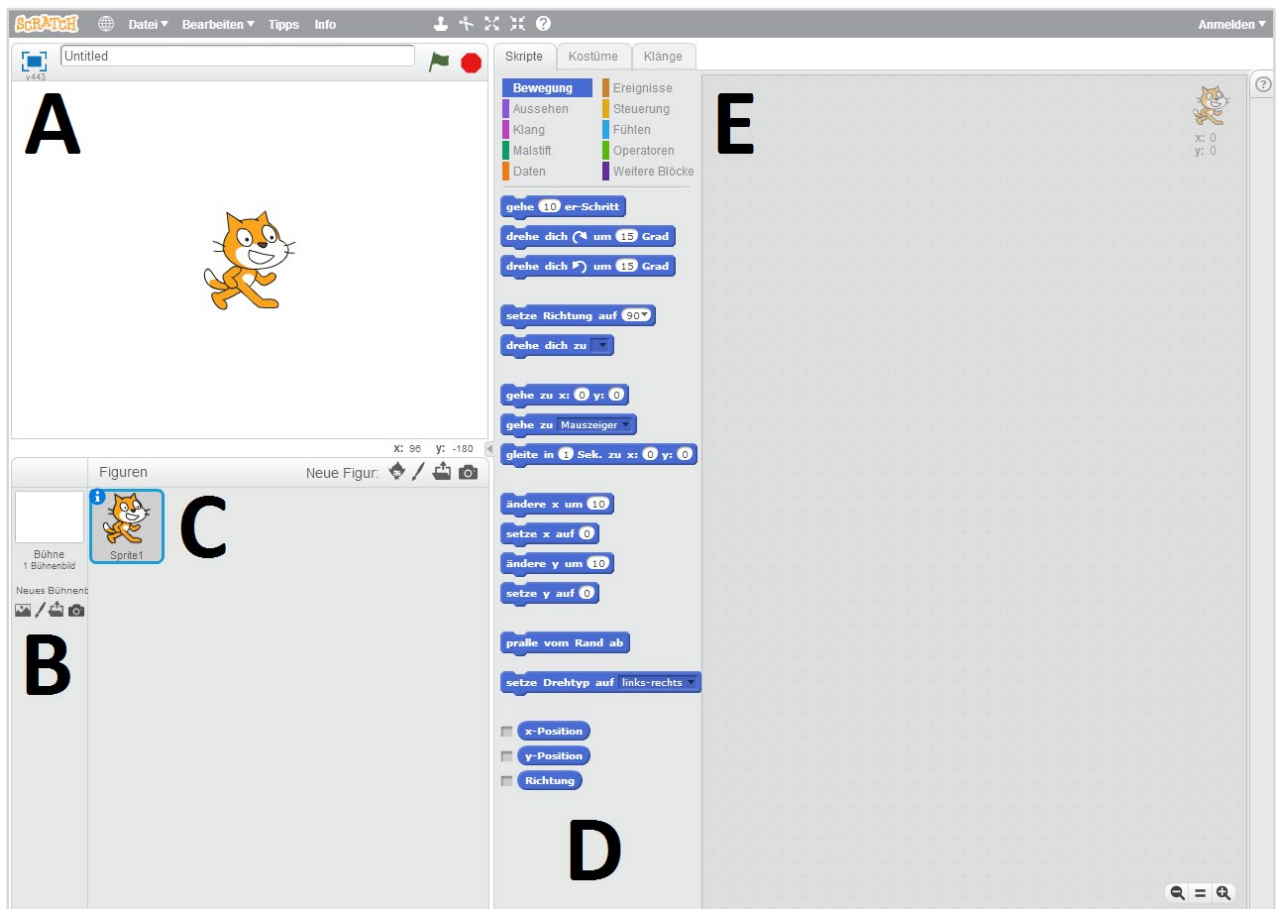 SCRATCH Datei Bearbeiten Tipps Info Anmelden
v443 Untitled
A
x: 96 y: -180
Figuren Neue Figur:
Bühne
1 Bühnenbild
Neues Bühnenb
B
Sprite1
C
Skripte Kostüme Klänge
Bewegung Ereignisse
Aussehen Steuerung
Klang Fühlen
Malstift Operatoren
Daten Weitere Blöcke
gehe 10 er-Schritt
drehe dich um 15 Grad
drehe dich um 15 Grad
setze Richtung auf 90
drehe dich zu
gehe zu x: 0 y: 0
gehe zu Mauszeiger
gleite in 1 Sek. zu x: 0 y: 0
ändere x um 10
setze x auf 0
ändere y um 10
setze y auf 0
pralle vom Rand ab
setze Drehtyp auf links-rechts
x-Position
y-Position
Richtung
D
E
x: 0
y: 0